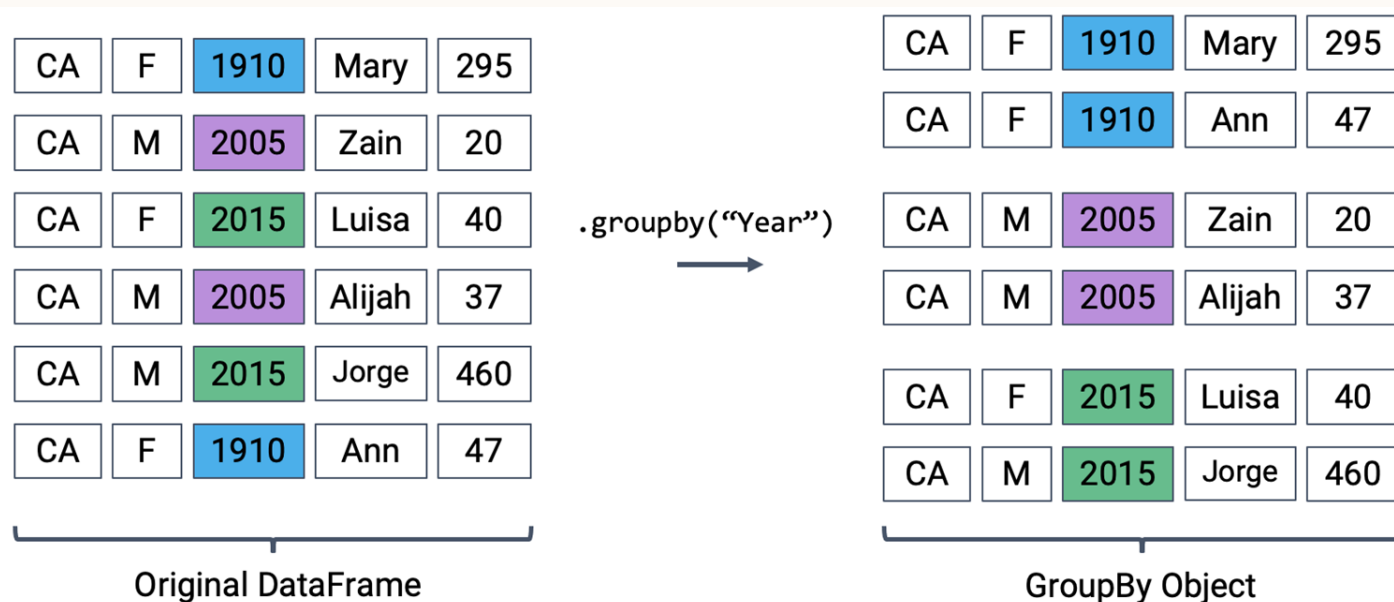 CA F 1910 Mary 295
CA M 2005 Zain 20
CA F 2015 Luisa 40
CA M 2005 Alijah 37
CA M 2015 Jorge 460
CA F 1910 Ann 47
Original DataFrame
.groupby(“Year”)
CA F 1910 Mary 295
CA F 1910 Ann 47
CA M 2005 Zain 20
CA M 2005 Alijah 37
CA F 2015 Luisa 40
CA M 2015 Jorge 460
GroupBy Object